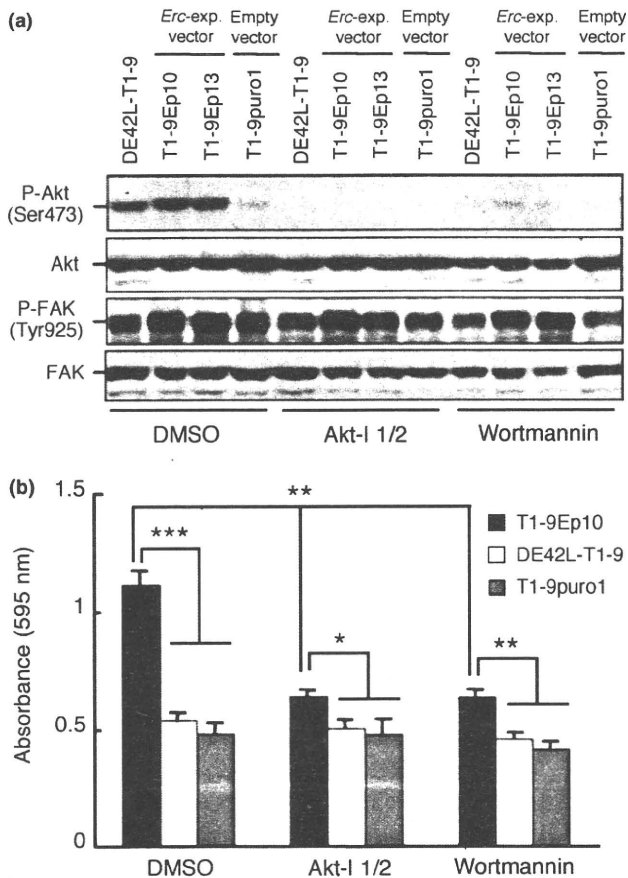 (a)
Erc-exp. vector
Empty vector
Erc-exp. vector
Empty vector
Erc-exp. vector
Empty vector
DE42L-T1-9
T1-9Ep10
T1-9Ep13
T1-9puro1
DE42L-T1-9
T1-9Ep10
T1-9Ep13
T1-9puro1
DE42L-T1-9
T1-9Ep10
T1-9Ep13
T1-9puro1
P-Akt
(Ser473)
Akt
P-FAK
(Tyr925)
FAK
DMSO
Akt-I 1/2
Wortmannin
(b)
1.5
**
T1-9Ep10
DE42L-T1-9
T1-9puro1
***
1
*
**
0.5
0
Absorbance (595 nm)
DMSO
Akt-I 1/2
Wortmannin